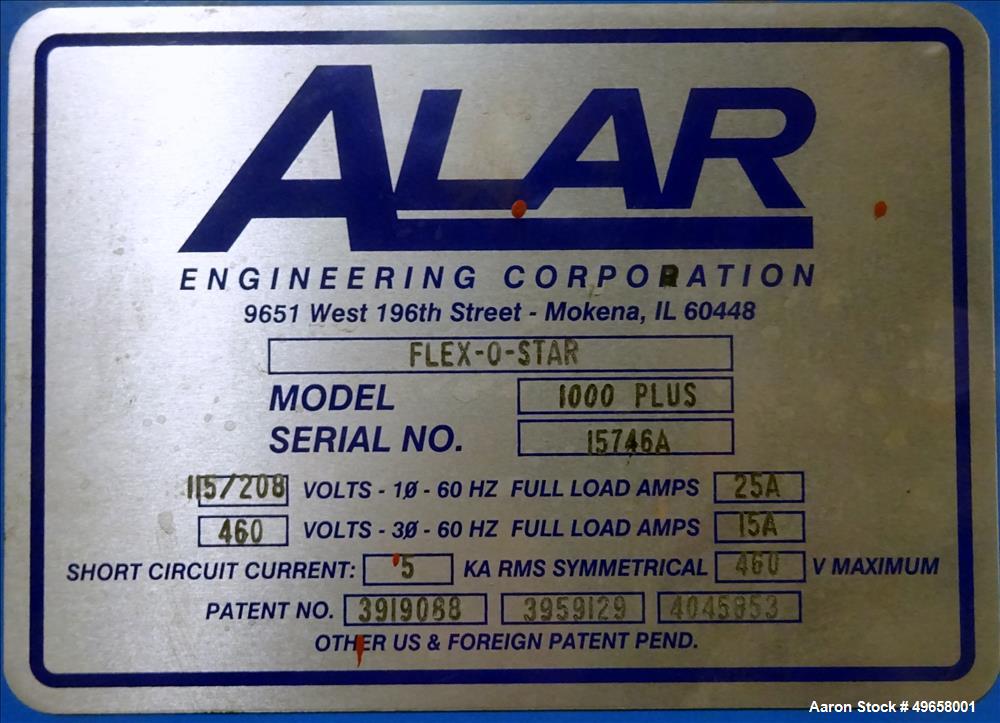 ALAR
ENGINEERING CORPORATION
9651 West 196th Street - Mokena, IL 60448
FLEX-O-STAR
MODEL 1000 PLUS
SERIAL NO. 15746A
115/208 VOLTS - 1Ø - 60 HZ FULL LOAD AMPS 25A
460 VOLTS - 3Ø - 60 HZ FULL LOAD AMPS 15A
SHORT CIRCUIT CURRENT: 5 KA RMS SYMMETRICAL 460 V MAXIMUM
PATENT NO. 3919088 3959129 4045853
OTHER US & FOREIGN PATENT PEND.
Aaron Stock # 49658001